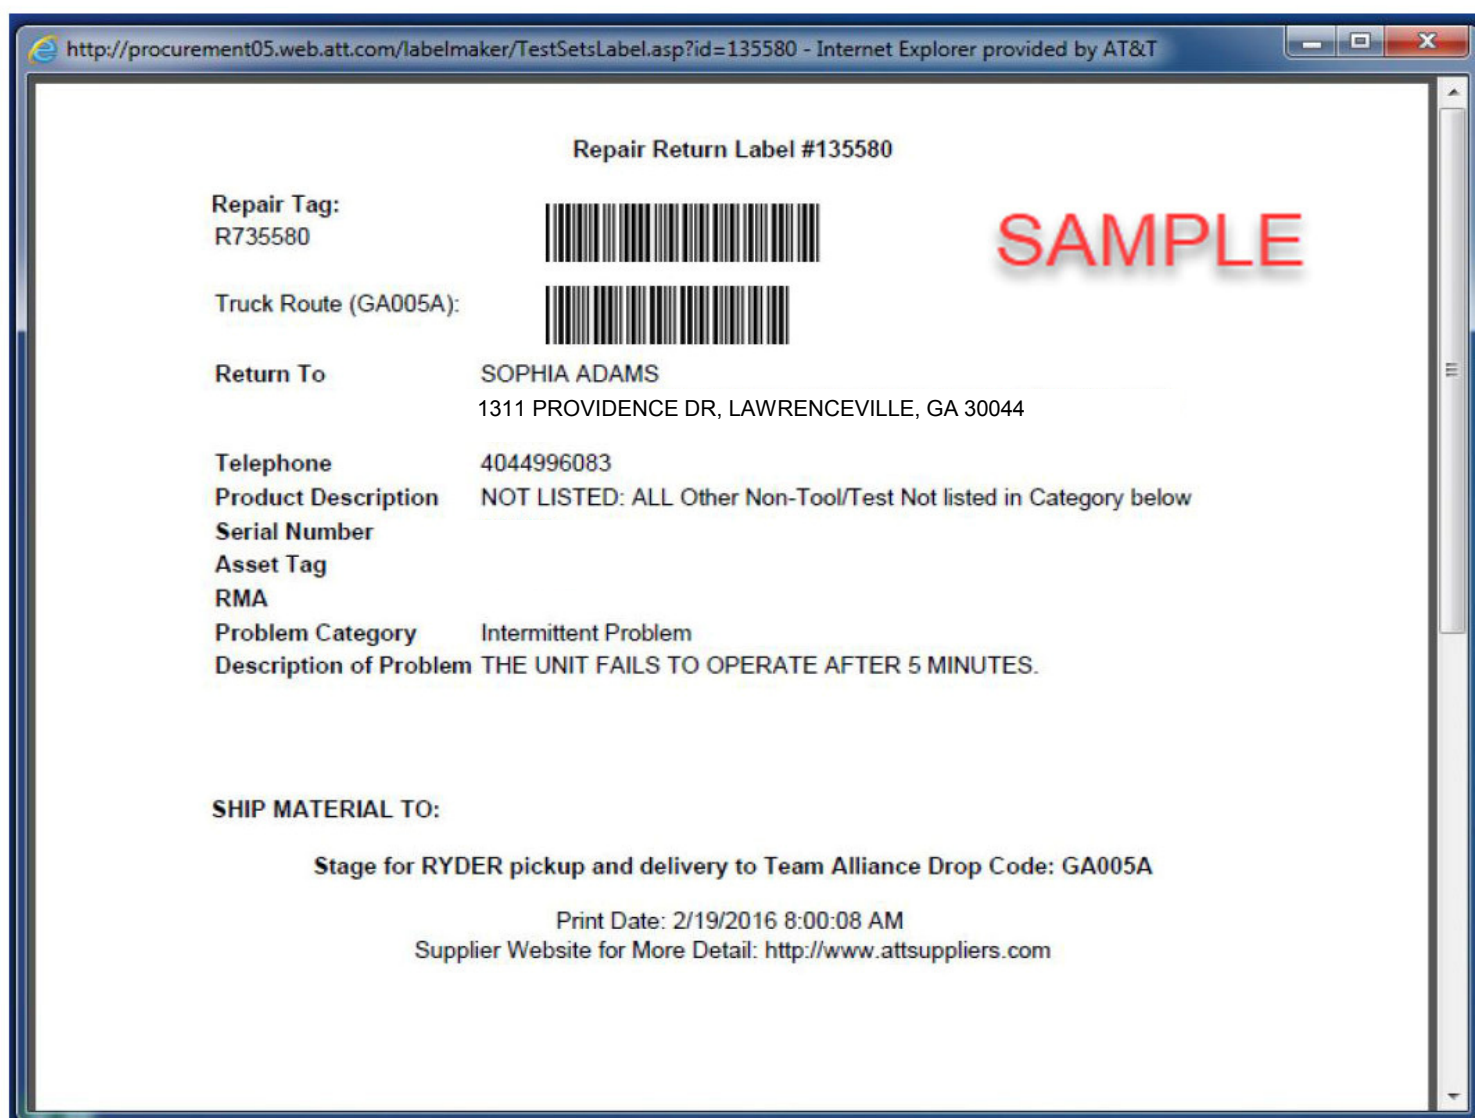 http://procurement05.web.att.com/labelmaker/TestSetsLabel.asp?id=135580 - Internet Explorer provided by AT&T
Repair Return Label #135580
Repair Tag:
R735580
SAMPLE
Truck Route (GA005A):
Return To SOPHIA ADAMS
1311 PROVIDENCE DR, LAWRENCEVILLE, GA 30044
Telephone 4044996083
Product Description NOT LISTED: ALL Other Non-Tool/Test Not listed in Category below
Serial Number
Asset Tag
RMA
Problem Category Intermittent Problem
Description of Problem THE UNIT FAILS TO OPERATE AFTER 5 MINUTES.
SHIP MATERIAL TO:
Stage for RYDER pickup and delivery to Team Alliance Drop Code: GA005A
Print Date: 2/19/2016 8:00:08 AM
Supplier Website for More Detail: http://www.attsuppliers.com